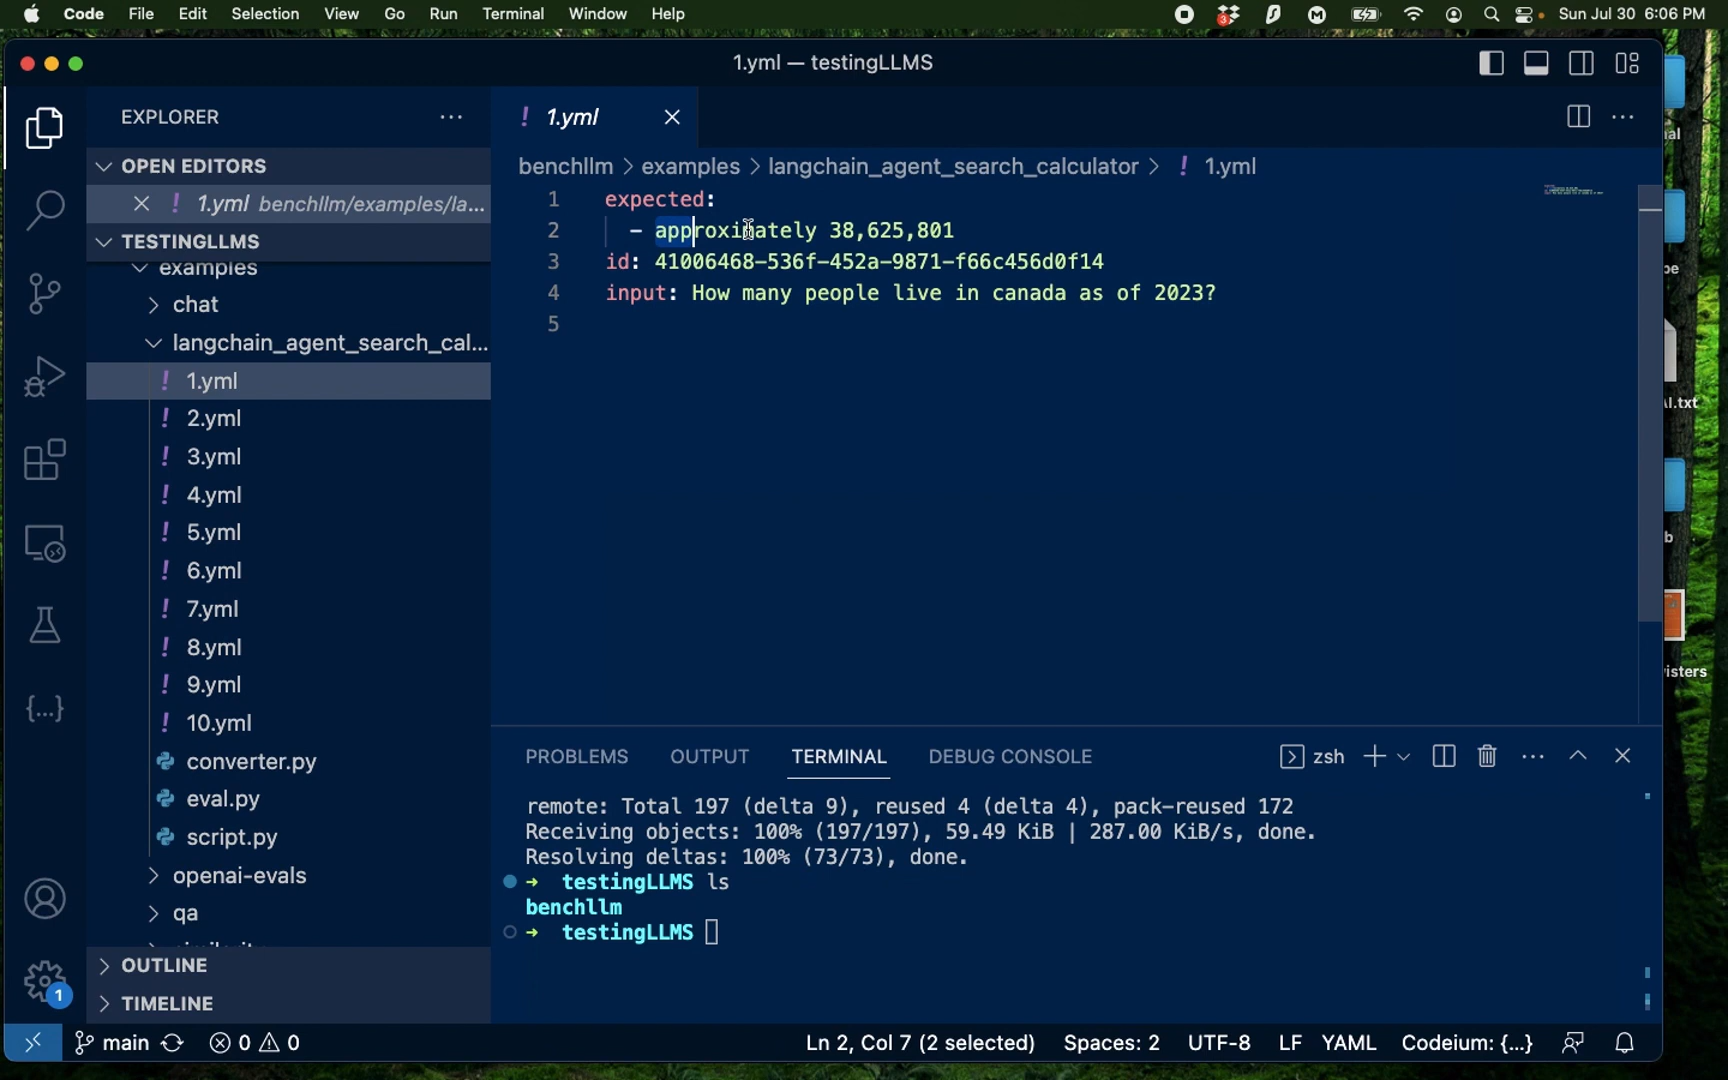 Code File Edit Selection View Go Run Terminal Window Help
3
Sun Jul 30 6:06 PM
1.yml — testingLLMS
EXPLORER
OPEN EDITORS
1.yml benchllm/examples/la...
TESTINGLLMS
examples
chat
langchain_agent_search_cal...
1.yml
2.yml
3.yml
4.yml
5.yml
6.yml
7.yml
8.yml
9.yml
10.yml
converter.py
eval.py
script.py
openai-evals
qa
OUTLINE
TIMELINE
1
! 1.yml
benchllm > examples > langchain_agent_search_calculator > ! 1.yml
1 expected:
2 - approximately 38,625,801
3 id: 41006468-536f-452a-9871-f66c456d0f14
4 input: How many people live in canada as of 2023?
5
PROBLEMS OUTPUT TERMINAL DEBUG CONSOLE
zsh
remote: Total 197 (delta 9), reused 4 (delta 4), pack-reused 172
Receiving objects: 100% (197/197), 59.49 KiB | 287.00 KiB/s, done.
Resolving deltas: 100% (73/73), done.
➜ testingLLMS ls
benchllm
➜ testingLLMS
main 0 0
Ln 2, Col 7 (2 selected) Spaces: 2 UTF-8 LF YAML Codeium: {...}